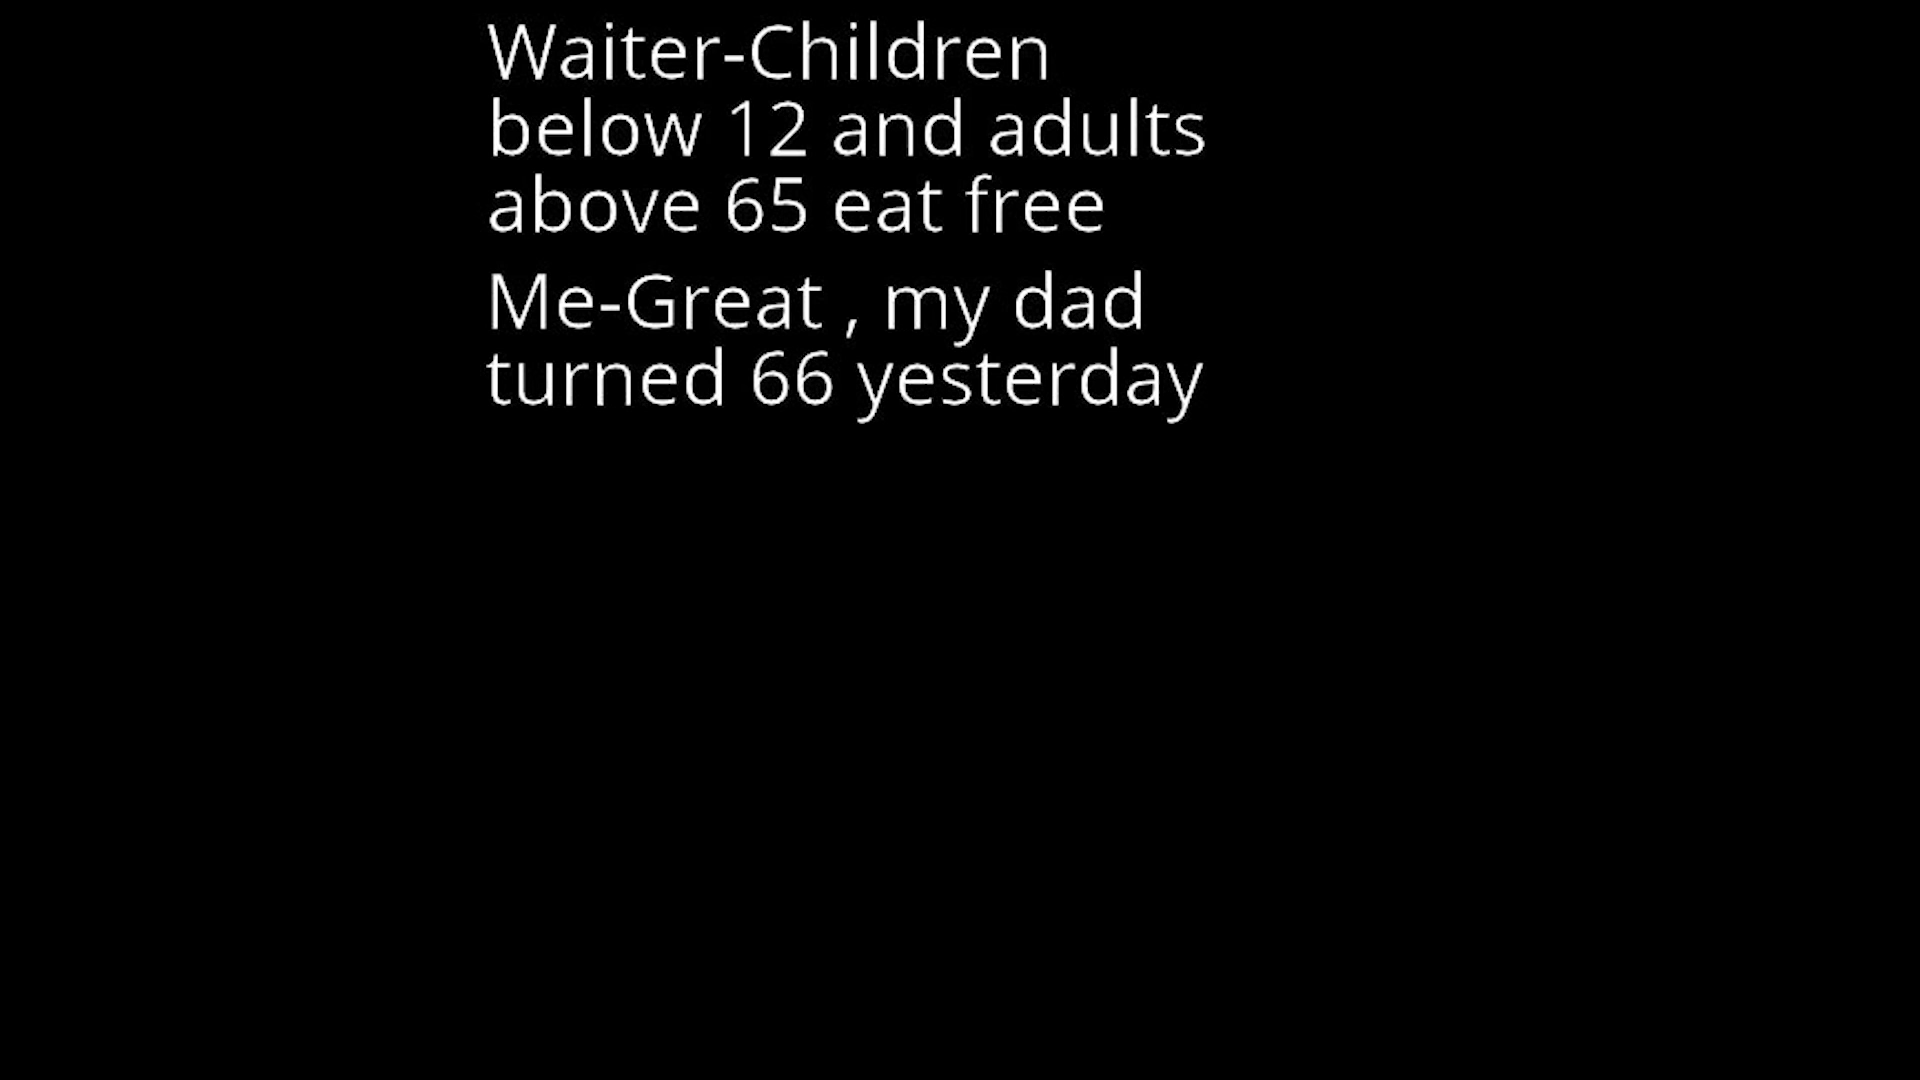 Waiter-Children
below 12 and adults
above 65 eat free
Me-Great , my dad
turned 66 yesterday